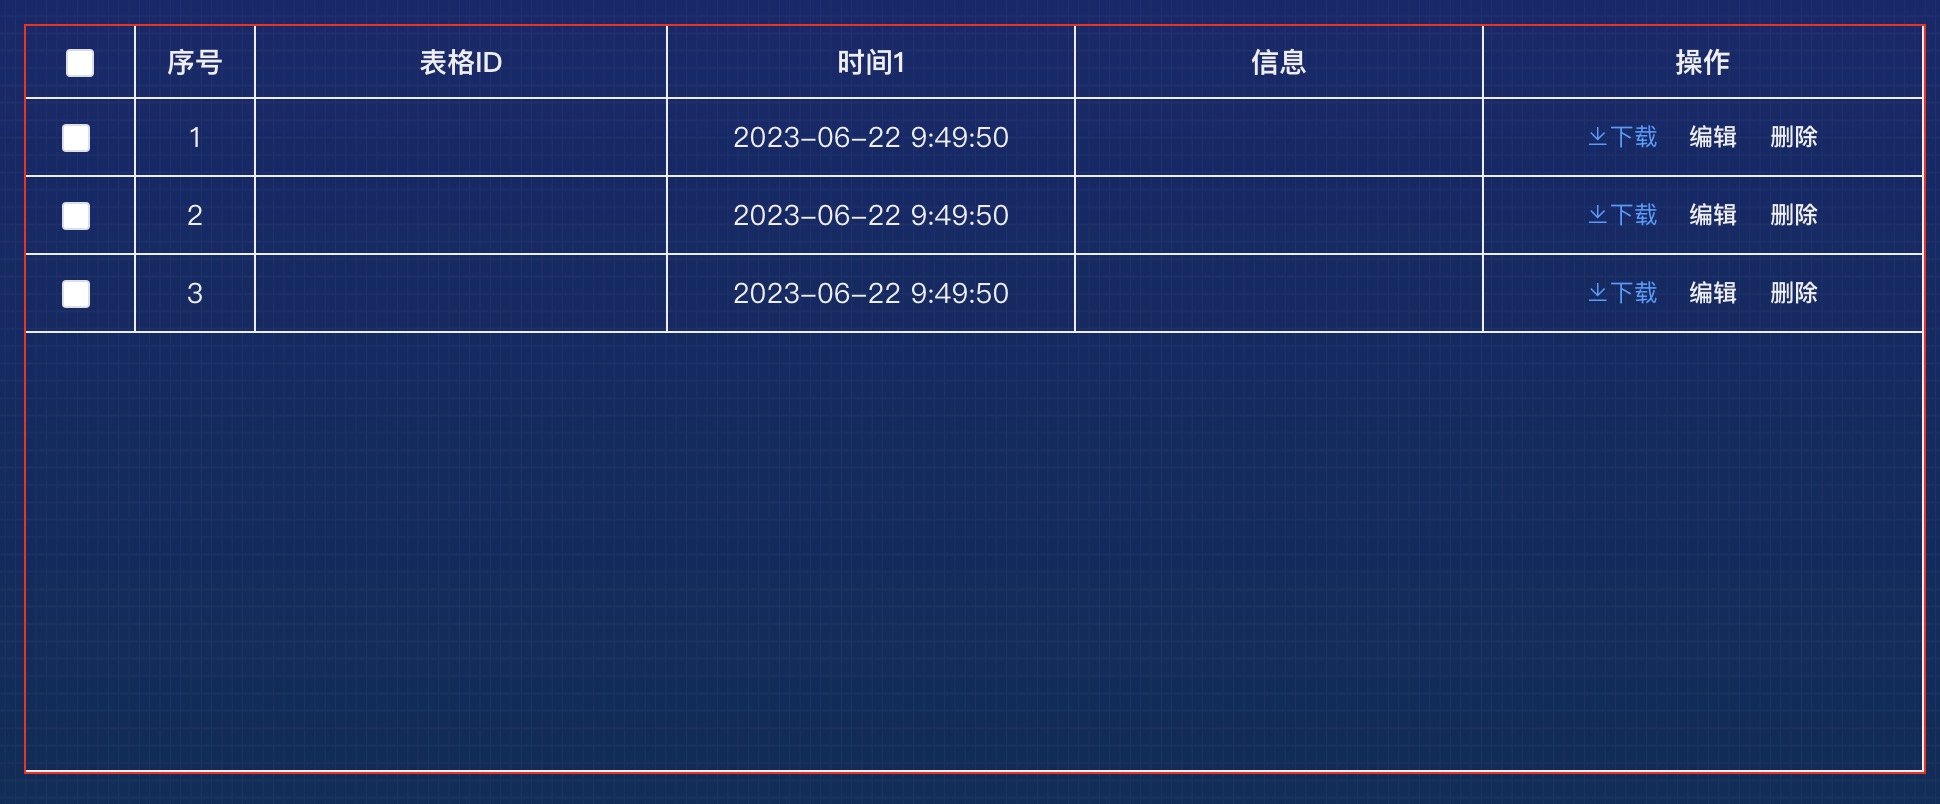 序号 表格ID 时间1 信息 操作
1 2023-06-22 9:49:50 下载 编辑 删除
2 2023-06-22 9:49:50 下载 编辑 删除
3 2023-06-22 9:49:50 下载 编辑 删除